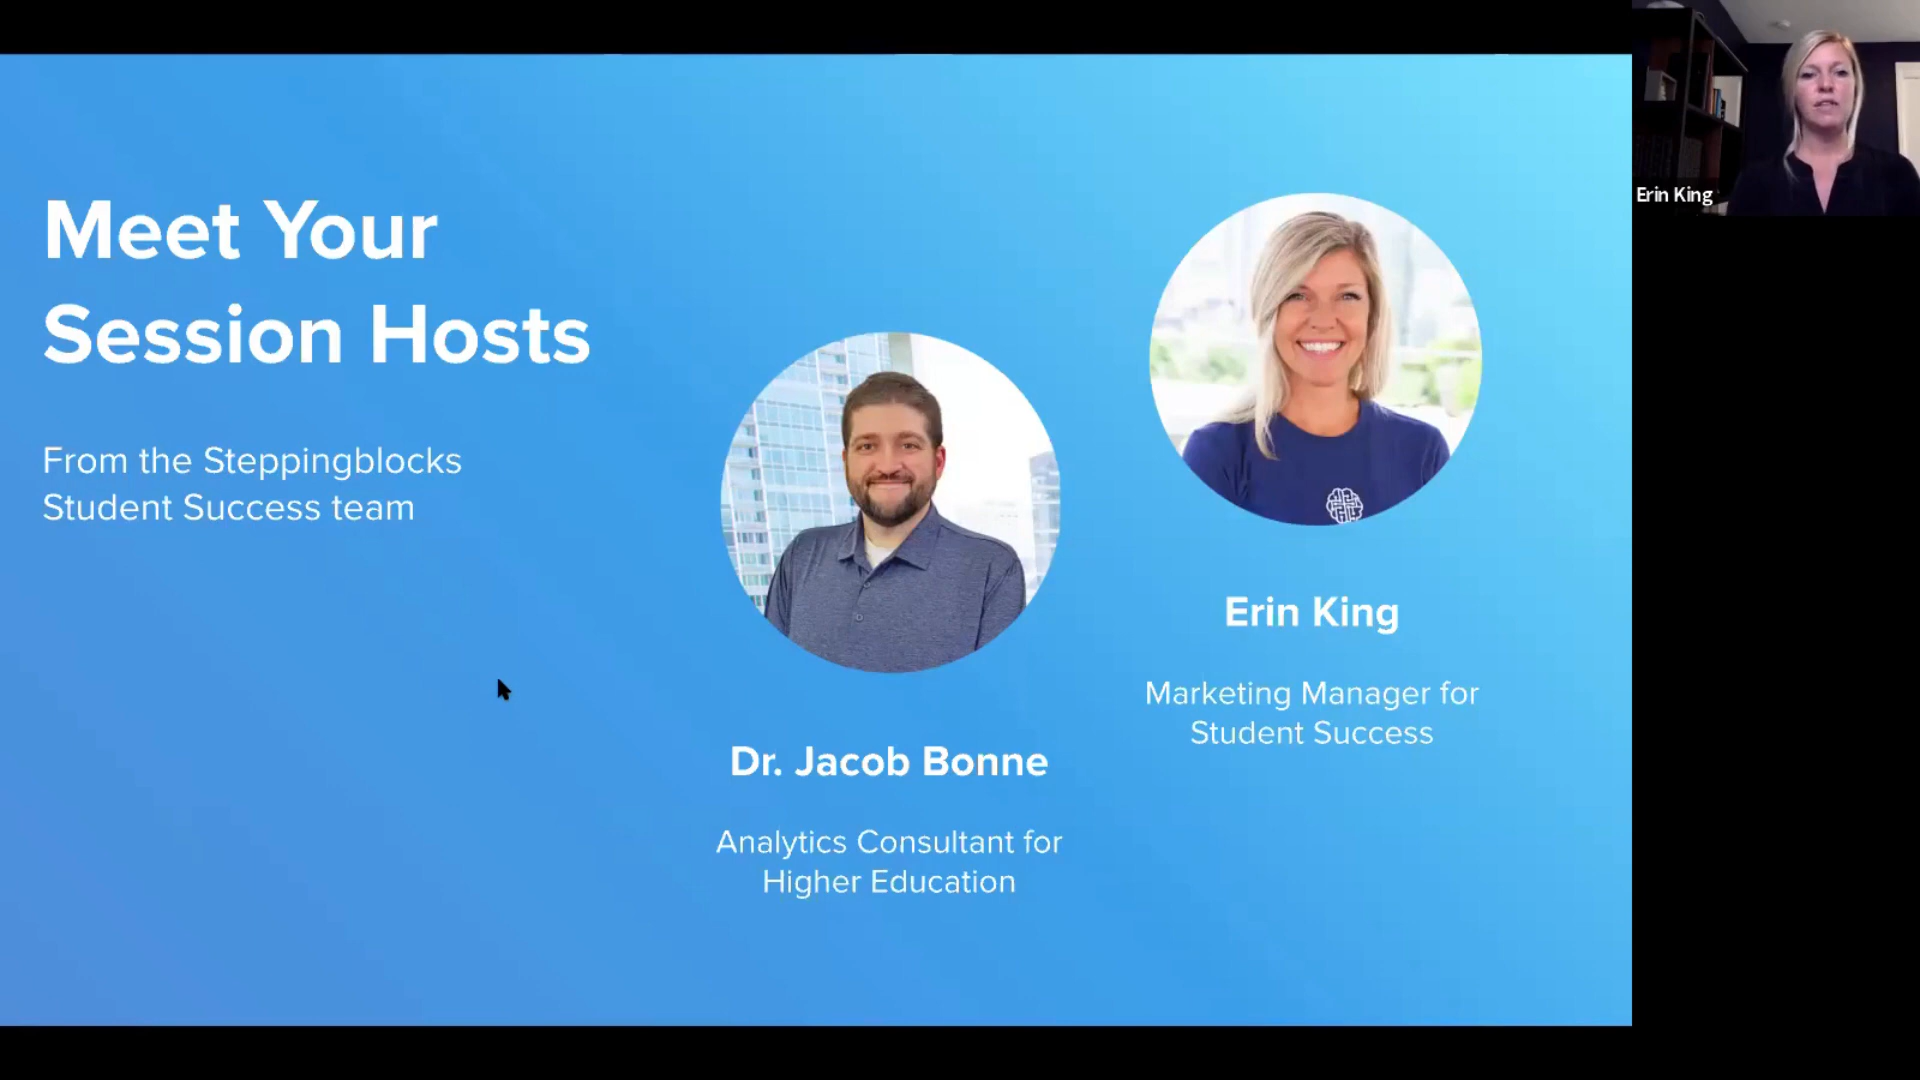 Meet Your
Session Hosts
From the Steppingblocks
Student Success team
Dr. Jacob Bonne
Analytics Consultant for
Higher Education
Erin King
Marketing Manager for
Student Success
Erin King